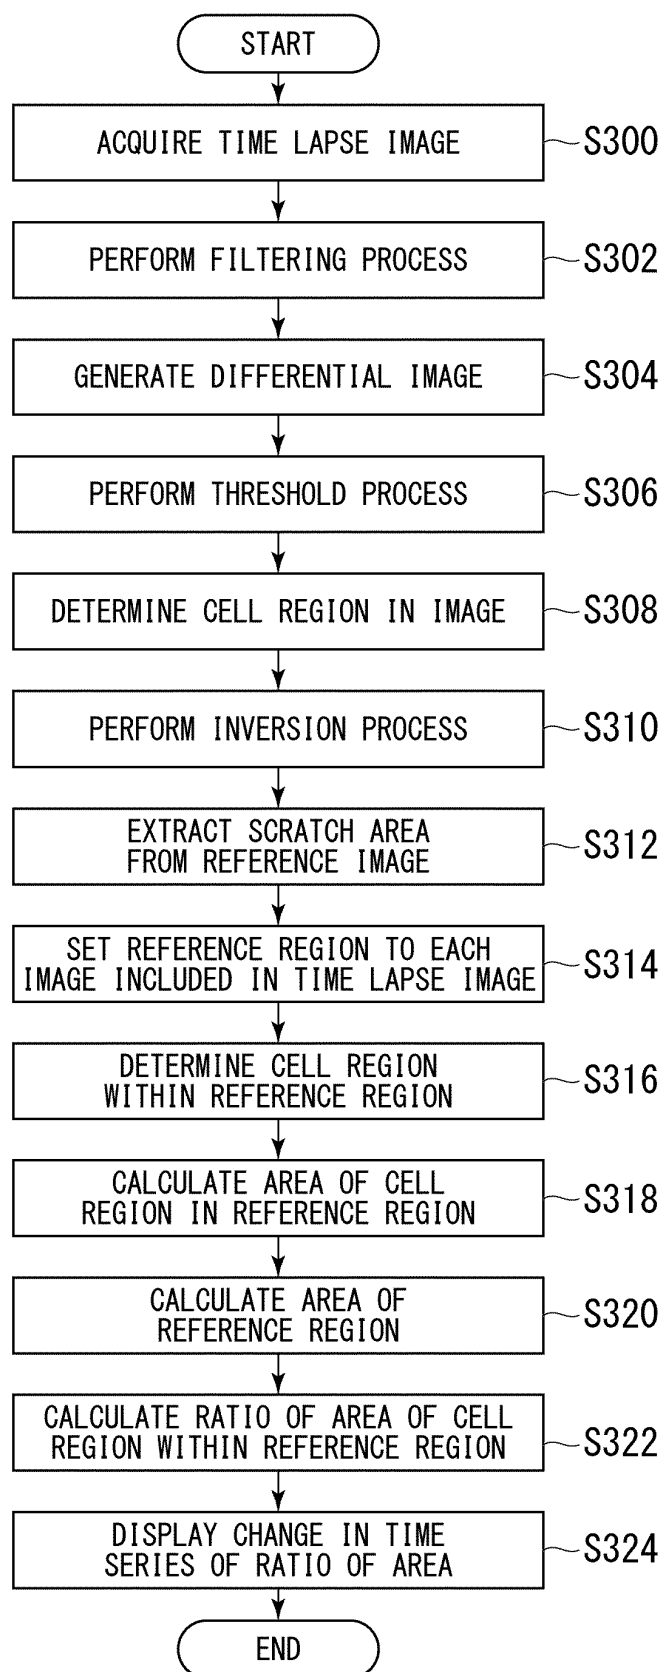 START
ACQUIRE TIME LAPSE IMAGE
S300
PERFORM FILTERING PROCESS
S302
GENERATE DIFFERENTIAL IMAGE
S304
PERFORM THRESHOLD PROCESS
S306
DETERMINE CELL REGION IN IMAGE
S308
PERFORM INVERSION PROCESS
S310
EXTRACT SCRATCH AREA
FROM REFERENCE IMAGE
S312
SET REFERENCE REGION TO EACH
IMAGE INCLUDED IN TIME LAPSE IMAGE
S314
DETERMINE CELL REGION
WITHIN REFERENCE REGION
S316
CALCULATE AREA OF CELL
REGION IN REFERENCE REGION
S318
CALCULATE AREA OF
REFERENCE REGION
S320
CALCULATE RATIO OF AREA OF CELL
REGION WITHIN REFERENCE REGION
S322
DISPLAY CHANGE IN TIME
SERIES OF RATIO OF AREA
S324
END